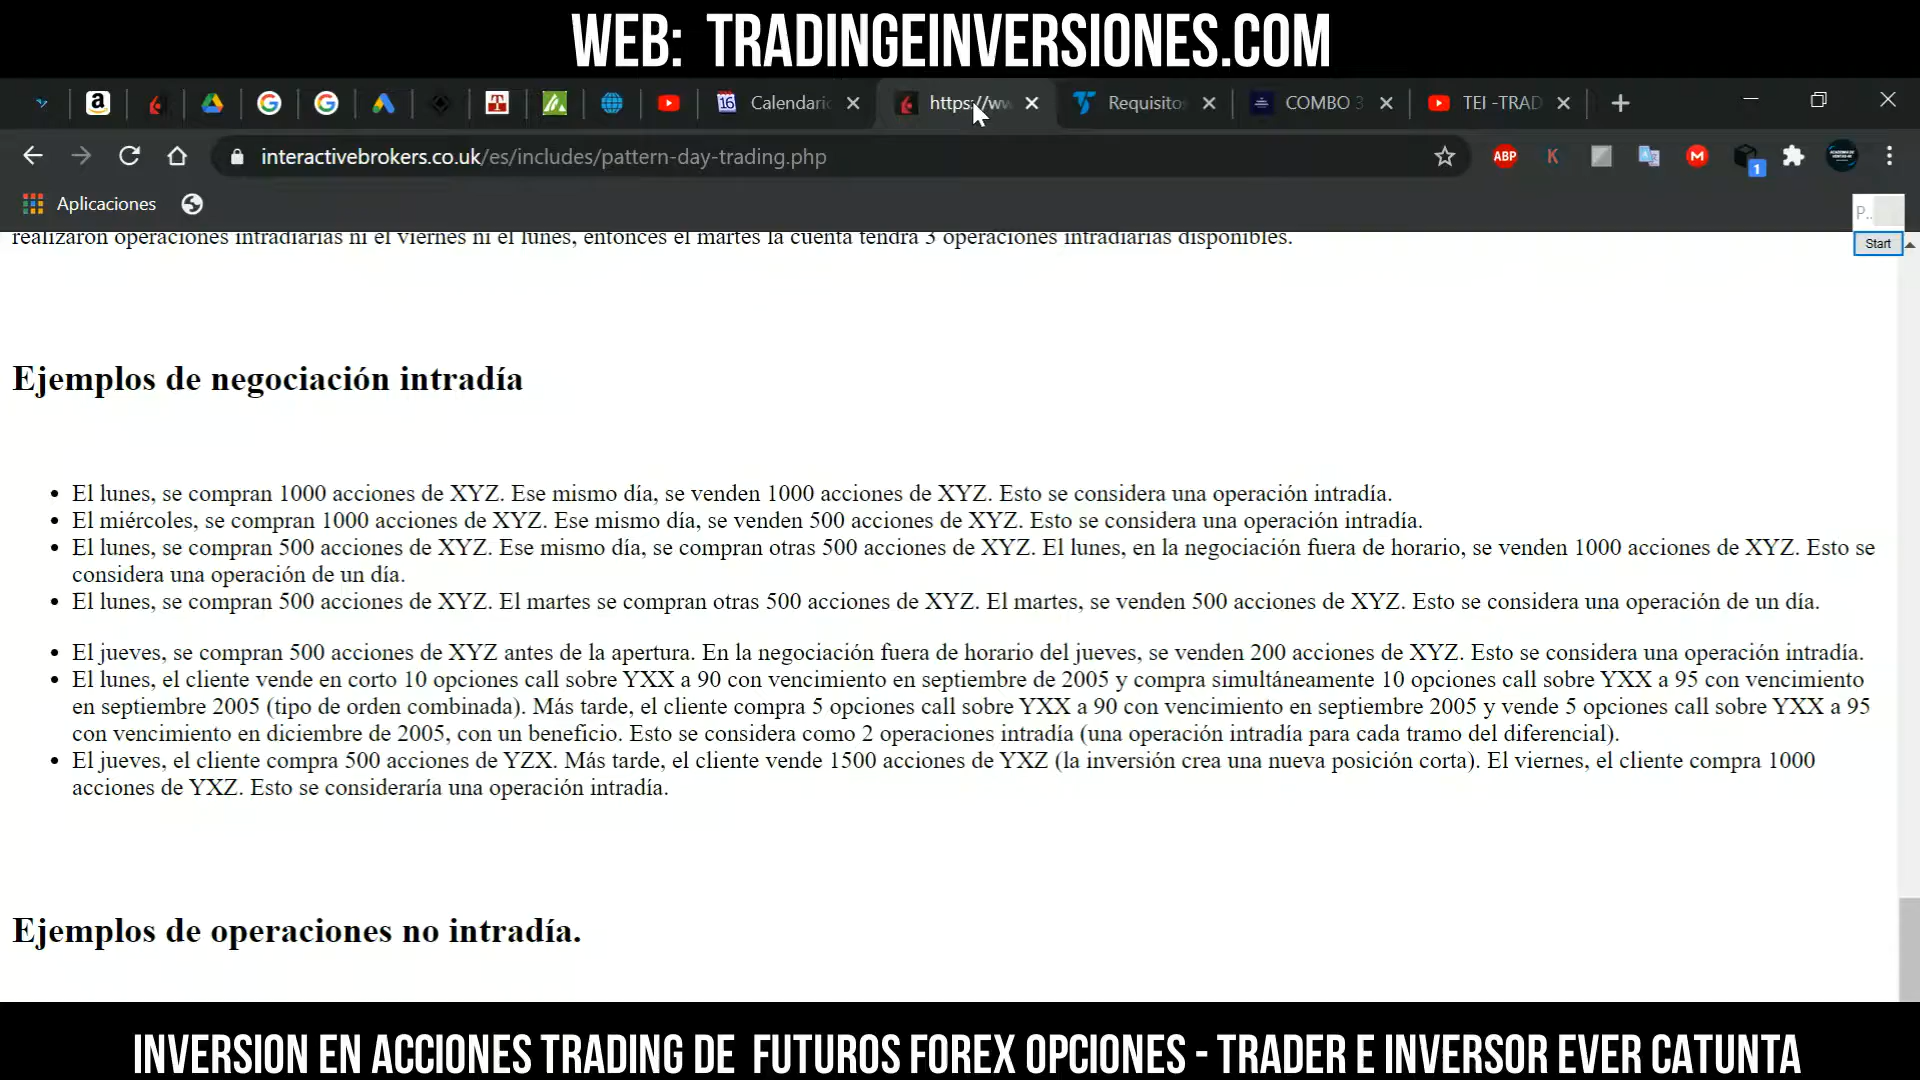 WEB: TRADINGEINVERSIONES.COM
Calendari
https://ww
Requisito
COMBO 3
TEI -TRAD
interactivebrokers.co.uk/es/includes/pattern-day-trading.php
ABP
1
Aplicaciones
P..
Start
realizaron operaciones intradiarias ni el viernes ni el lunes, entonces el martes la cuenta tendrá 3 operaciones intradiarias disponibles.
Ejemplos de negociación intradía
• El lunes, se compran 1000 acciones de XYZ. Ese mismo día, se venden 1000 acciones de XYZ. Esto se considera una operación intradía.
• El miércoles, se compran 1000 acciones de XYZ. Ese mismo día, se venden 500 acciones de XYZ. Esto se considera una operación intradía.
• El lunes, se compran 500 acciones de XYZ. Ese mismo día, se compran otras 500 acciones de XYZ. El lunes, en la negociación fuera de horario, se venden 1000 acciones de XYZ. Esto se
considera una operación de un día.
• El lunes, se compran 500 acciones de XYZ. El martes se compran otras 500 acciones de XYZ. El martes, se venden 500 acciones de XYZ. Esto se considera una operación de un día.
• El jueves, se compran 500 acciones de XYZ antes de la apertura. En la negociación fuera de horario del jueves, se venden 200 acciones de XYZ. Esto se considera una operación intradía.
• El lunes, el cliente vende en corto 10 opciones call sobre YXX a 90 con vencimiento en septiembre de 2005 y compra simultáneamente 10 opciones call sobre YXX a 95 con vencimiento
en septiembre 2005 (tipo de orden combinada). Más tarde, el cliente compra 5 opciones call sobre YXX a 90 con vencimiento en septiembre 2005 y vende 5 opciones call sobre YXX a 95
con vencimiento en diciembre de 2005, con un beneficio. Esto se considera como 2 operaciones intradía (una operación intradía para cada tramo del diferencial).
• El jueves, el cliente compra 500 acciones de YZX. Más tarde, el cliente vende 1500 acciones de YXZ (la inversión crea una nueva posición corta). El viernes, el cliente compra 1000
acciones de YXZ. Esto se consideraría una operación intradía.
Ejemplos de operaciones no intradía.
INVERSION EN ACCIONES TRADING DE FUTUROS FOREX OPCIONES - TRADER E INVERSOR EVER CATUNTA